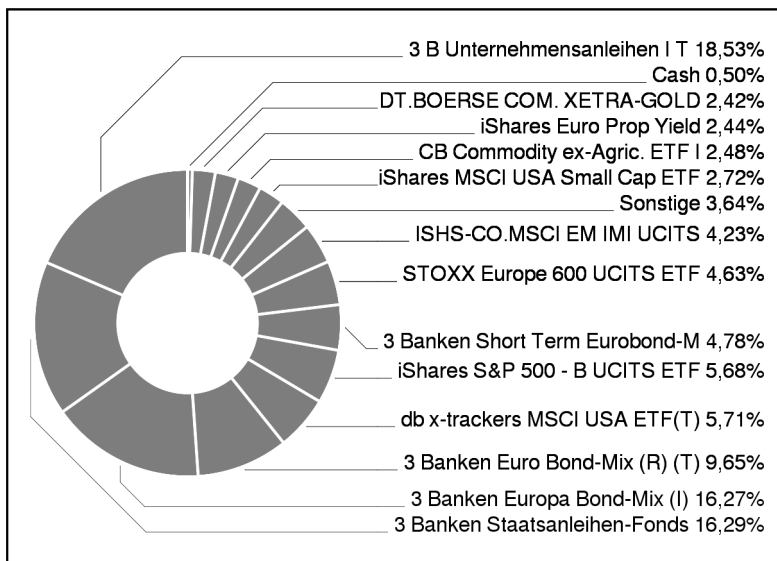 3 B Unternehmensanleihen I T 18,53%
Cash 0,50%
DT.BOERSE COM. XETRA-GOLD 2,42%
iShares Euro Prop Yield 2,44%
CB Commodity ex-Agric. ETF I 2,48%
iShares MSCI USA Small Cap ETF 2,72%
Sonstige 3,64%
ISHS-CO.MSCI EM IMI UCITS 4,23%
STOXX Europe 600 UCITS ETF 4,63%
3 Banken Short Term Eurobond-M 4,78%
iShares S&P 500 - B UCITS ETF 5,68%
db x-trackers MSCI USA ETF(T) 5,71%
3 Banken Euro Bond-Mix (R) (T) 9,65%
3 Banken Europa Bond-Mix (I) 16,27%
3 Banken Staatsanleihen-Fonds 16,29%